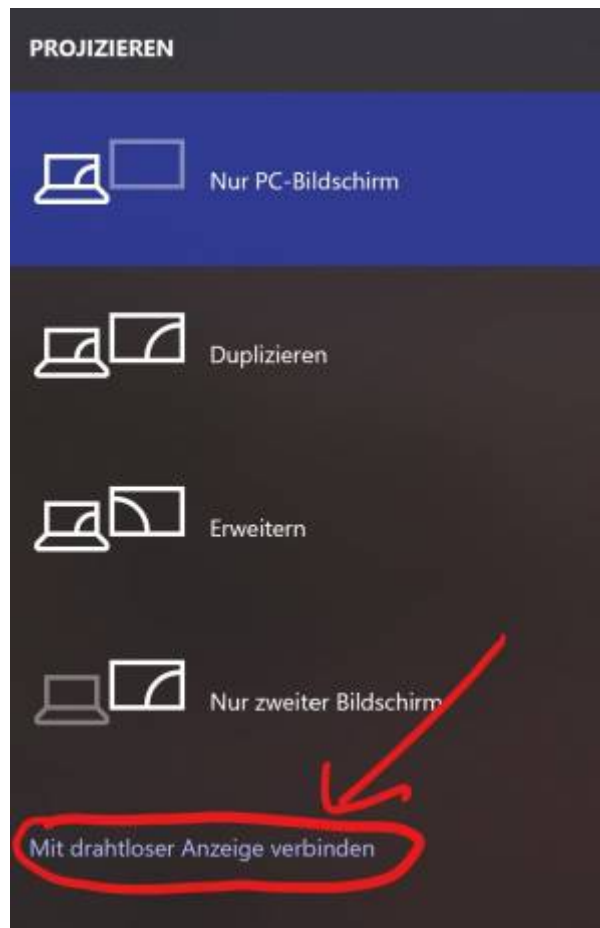 PROJIZIEREN
Nur PC-Bildschirm
Duplizieren
Erweitern
Nur zweiter Bildschirm
Mit drahtloser Anzeige verbinden